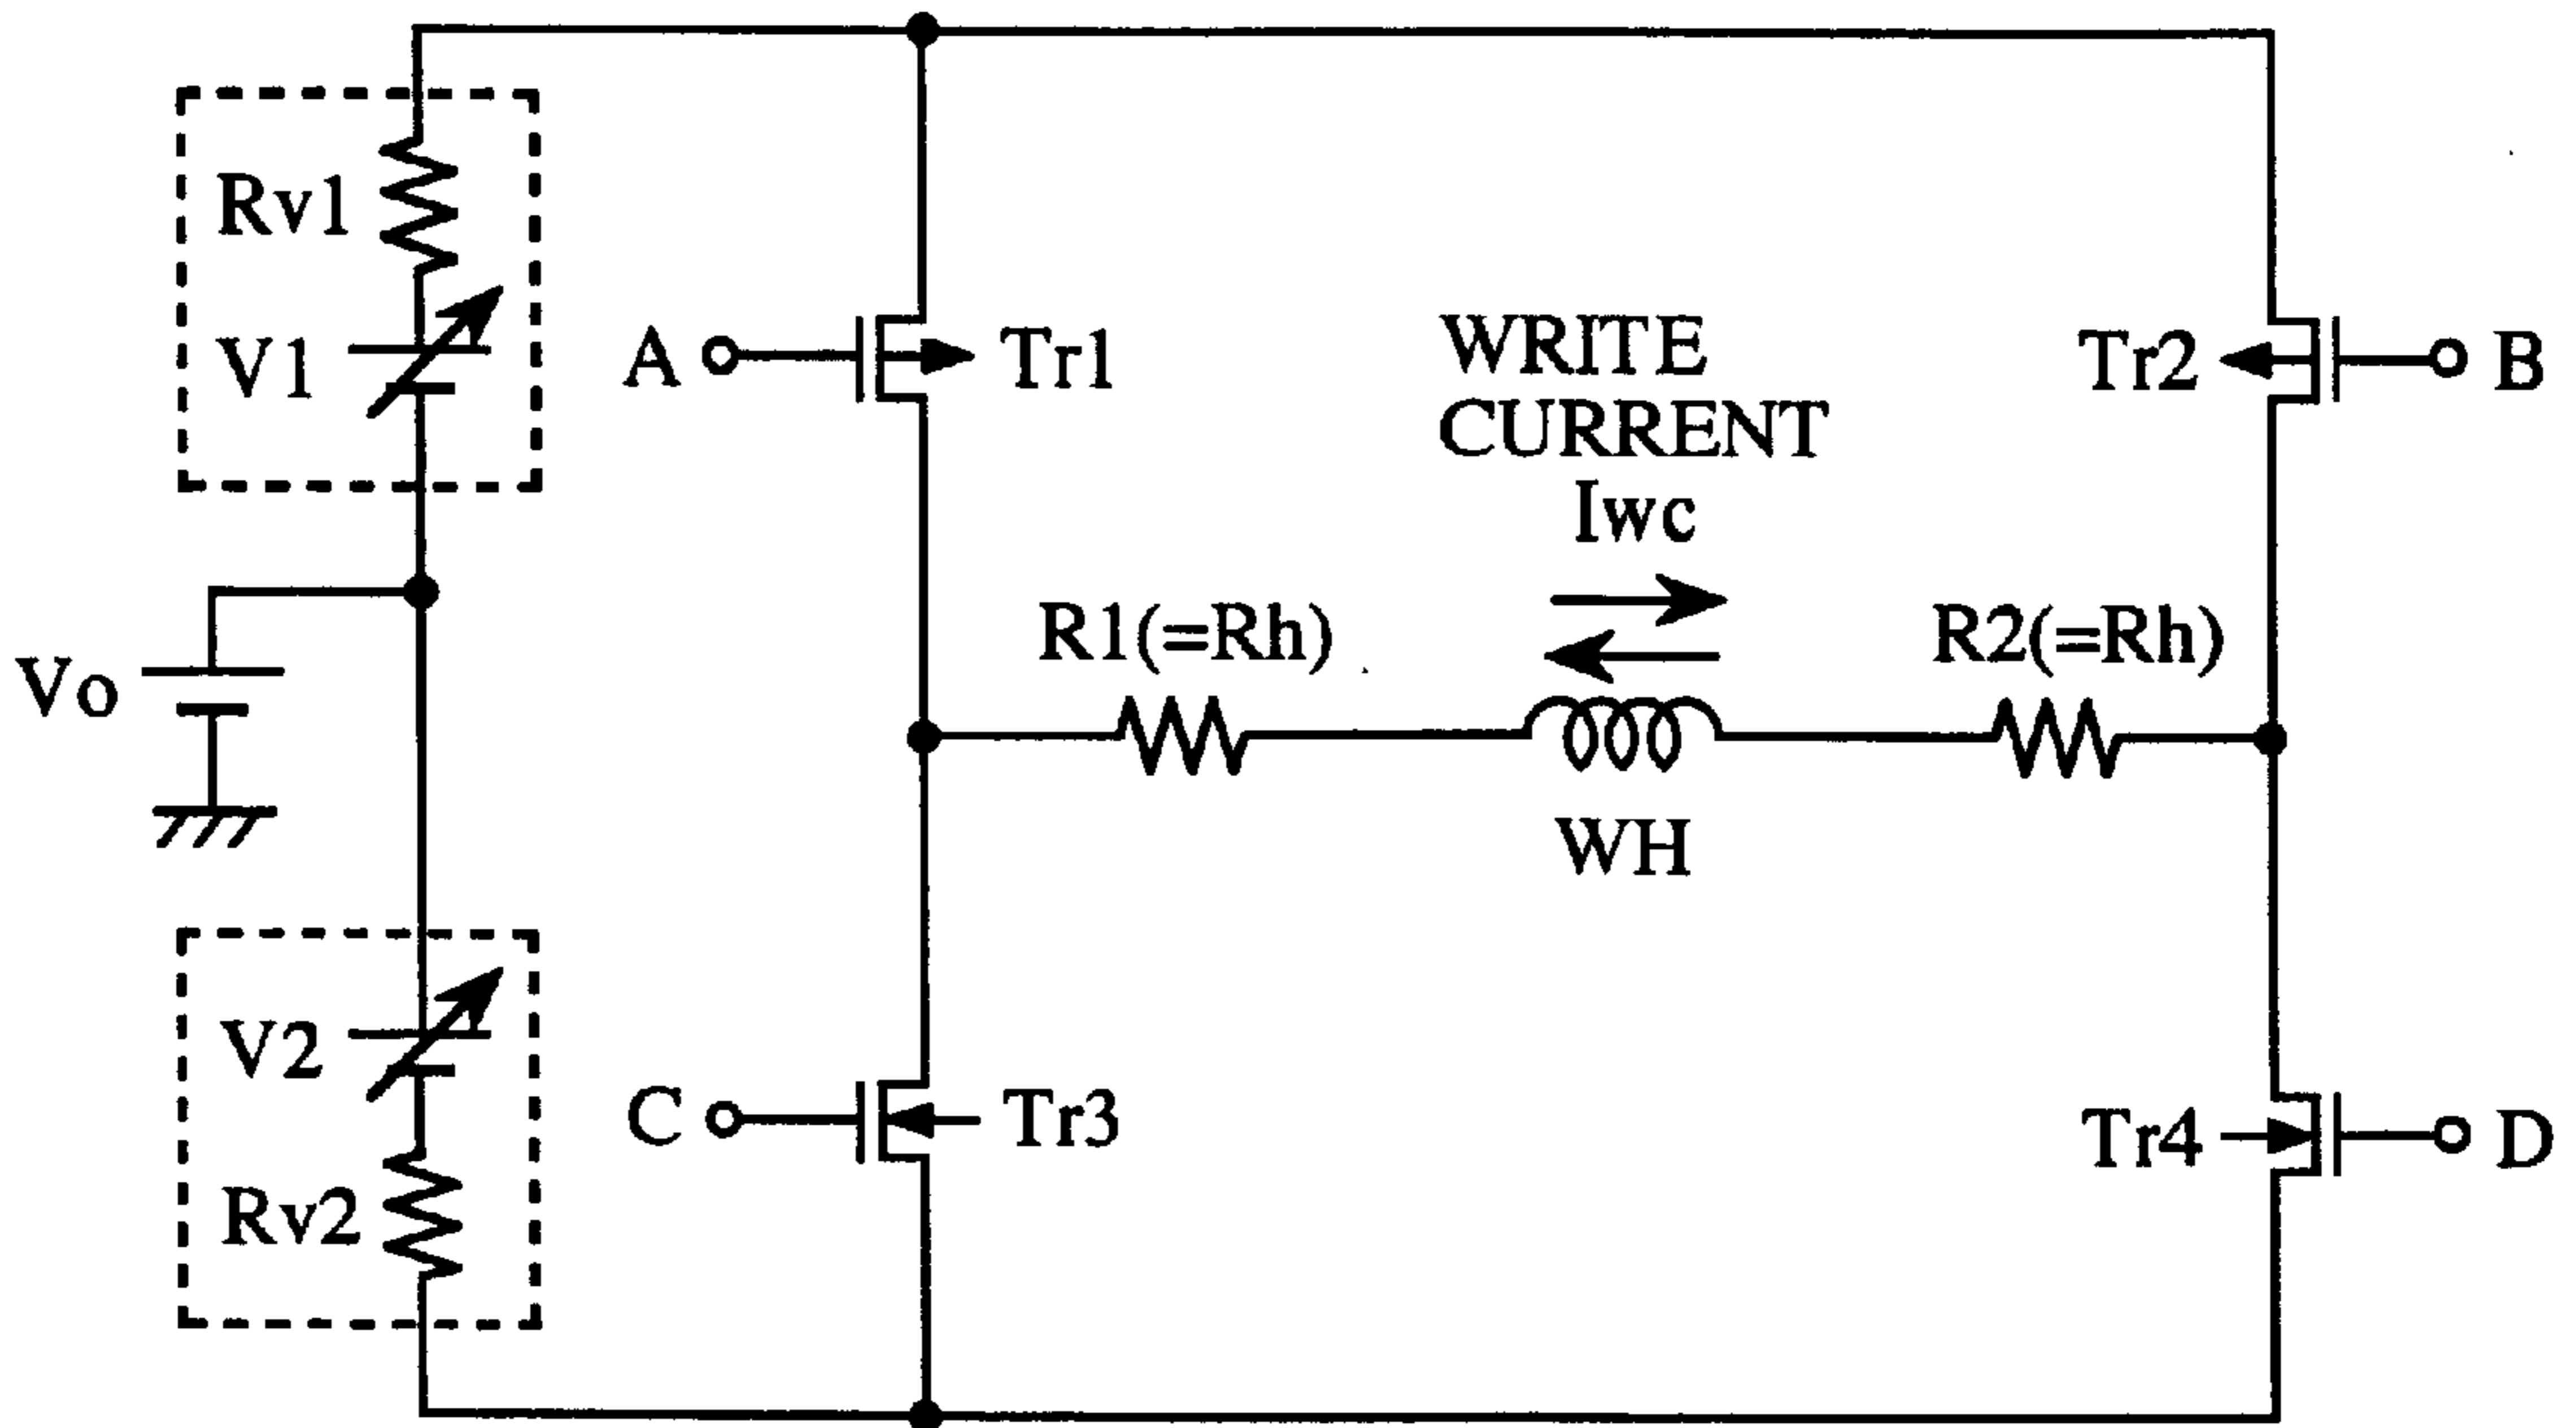 Rv1
V1
A
Tr1
WRITE
CURRENT
Iwc
Tr2
B
Vo
R1(=Rh)
R2(=Rh)
WH
V2
Rv2
C
Tr3
Tr4
D